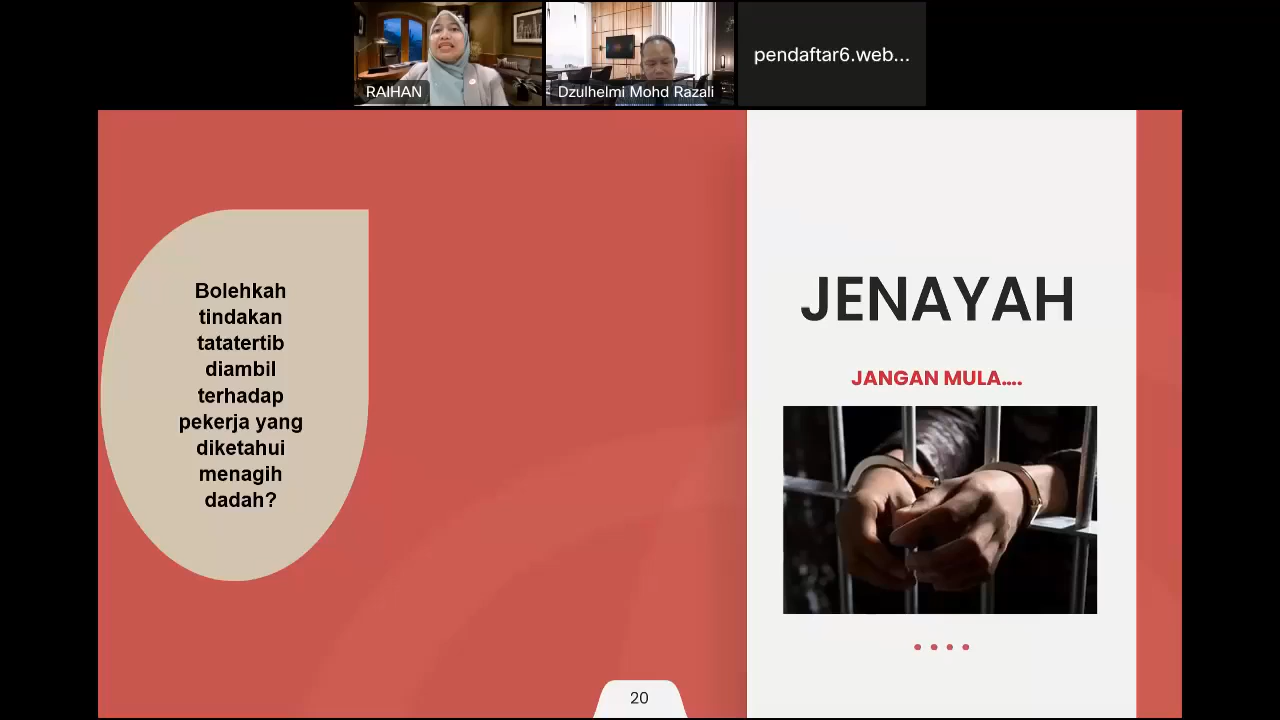 RAIHAN
Dzulhelmi Mohd Razali
pendaftar6.web...
Bolehkah
tindakan
tatatertib
diambil
terhadap
pekerja yang
diketahui
menagih
dadah?
JENAYAH
JANGAN MULA....
20